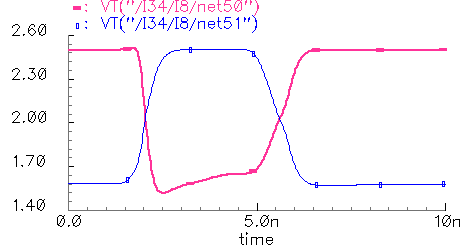 : VT("/I34/I8/net50")
: VT("/I34/I8/net51")
2.60
2.30
2.00
1.70
1.40
0.0
5.0n
10n
time